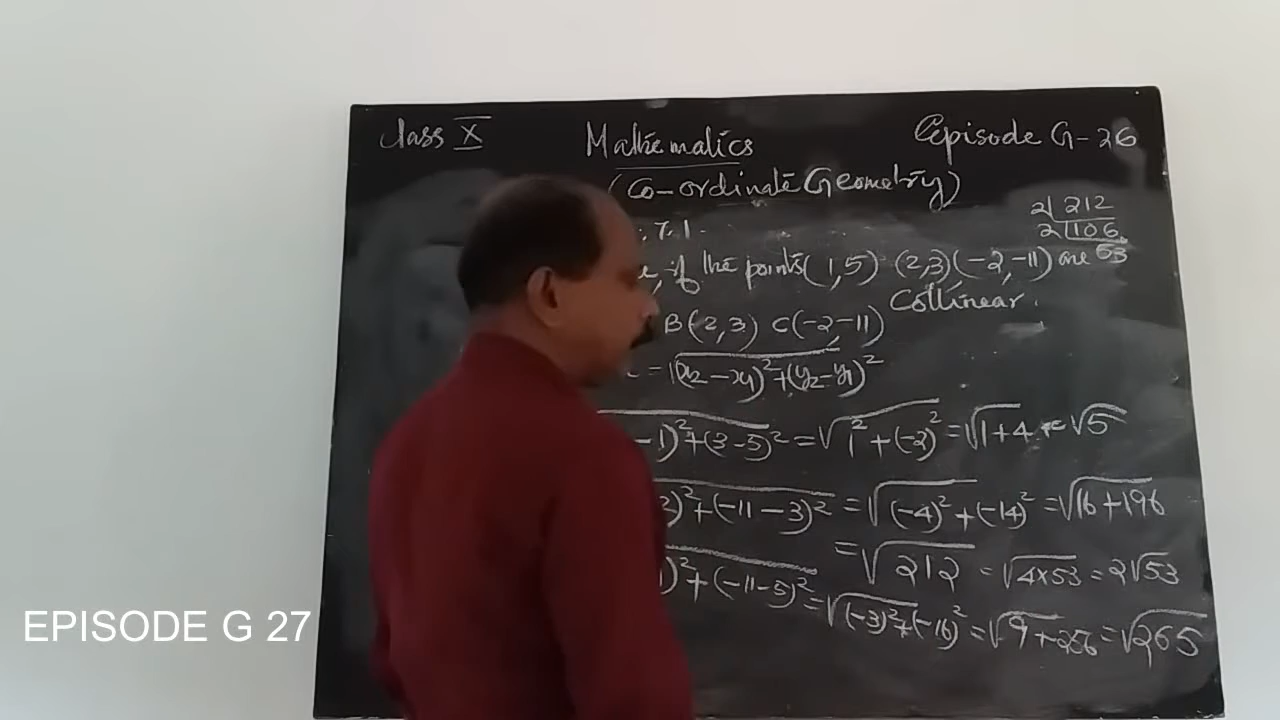 Class X Mathematics Episode G-26
(Co-ordinate Geometry)
7.1.
2 | 212
2 | 106
53
if the points (1,5) (2,3) (-2,-11) are
Collinear.
B(2,3) C(-2,-11)
= √(x₂-x₁)²+(y₂-y₁)²
-1)²+(3-5)² = √1²+(-2)² = √1+4 = √5
2)²+(-11-3)² = √(-4)²+(-14)² = √16+196
= √212 = √4×53 = 2√53
1)²+(-11-5)² = √(-3)²+(-16)² = √9+256 = √265
EPISODE G 27